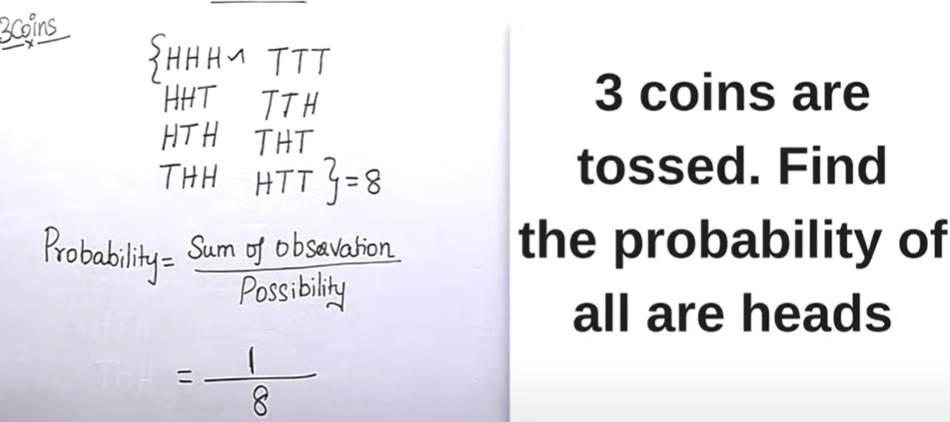 3Coins
{HHH TTT
HHT TTH
HTH THT
THH HTT }=8
Probability= Sum of obsavation
Possibility
= 1
8
3 coins are
tossed. Find
the probability of
all are heads